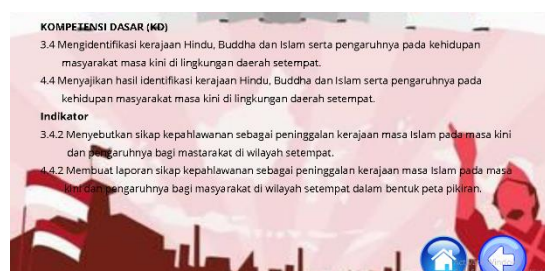 KOMPETENSI DASAR (KD)
3.4 Mengidentifikasi kerajaan Hindu, Buddha dan Islam serta pengaruhnya pada kehidupan
masyarakat masa kini di lingkungan daerah setempat.
4.4 Menyajikan hasil identifikasi kerajaan Hindu, Buddha dan Islam serta pengaruhnya pada
kehidupan masyarakat masa kini di lingkungan daerah setempat.
Indikator
3.4.2 Menyebutkan sikap kepahlawanan sebagai peninggalan kerajaan masa Islam pada masa kini
dan pengaruhnya bagi mastarakat di wilayah setempat.
4.4.2 Membuat laporan sikap kepahlawanan sebagai peninggalan kerajaan masa Islam pada masa
kini dan pengaruhnya bagi masyarakat di wilayah setempat dalam bentuk peta pikiran.